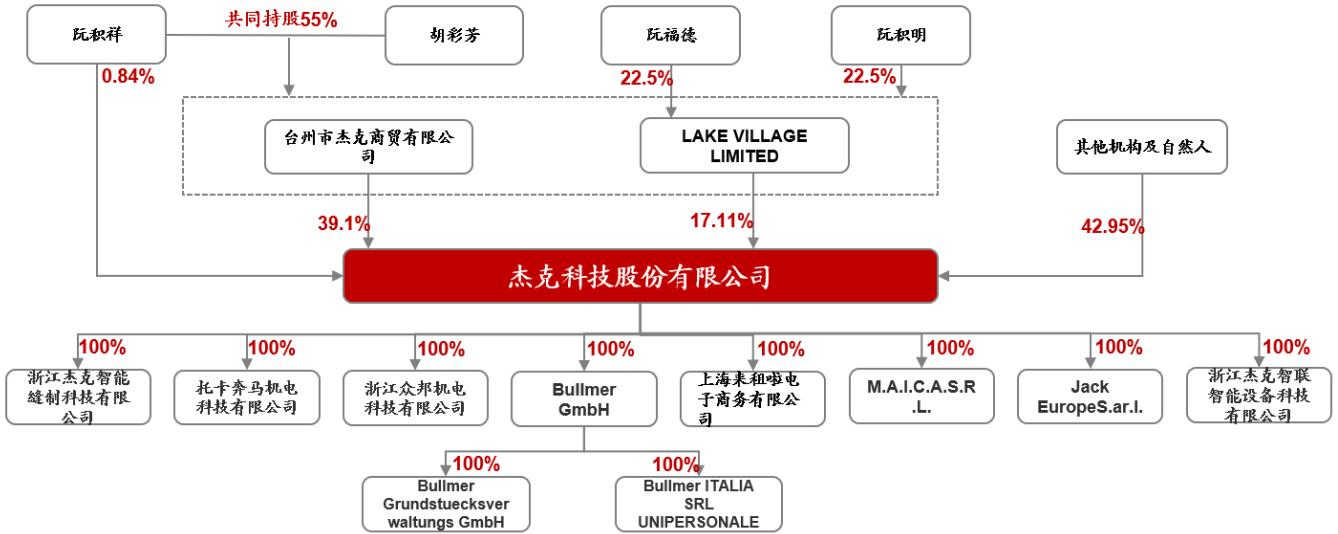 阮积祥
共同持股55%
胡彩芳
阮福德
阮积明
0.84%
22.5%
22.5%
台州市杰克商贸有限公
司
LAKE VILLAGE
LIMITED
其他机构及自然人
39.1%
17.11%
42.95%
杰克科技股份有限公司
100%
100%
100%
100%
100%
100%
100%
100%
浙江杰克智能
缝制科技有限
公司
托卡奔马机电
科技有限公司
浙江众邦机电
科技有限公司
Bullmer
GmbH
上海来租啦电
子商务有限公
司
M.A.I.C.A.S.R
.L.
Jack
EuropeS.ar.l.
浙江杰克智联
智能设备科技
有限公司
100%
100%
Bullmer
Grundstuecksver
waltungs GmbH
Bullmer ITALIA
SRL
UNIPERSONALE